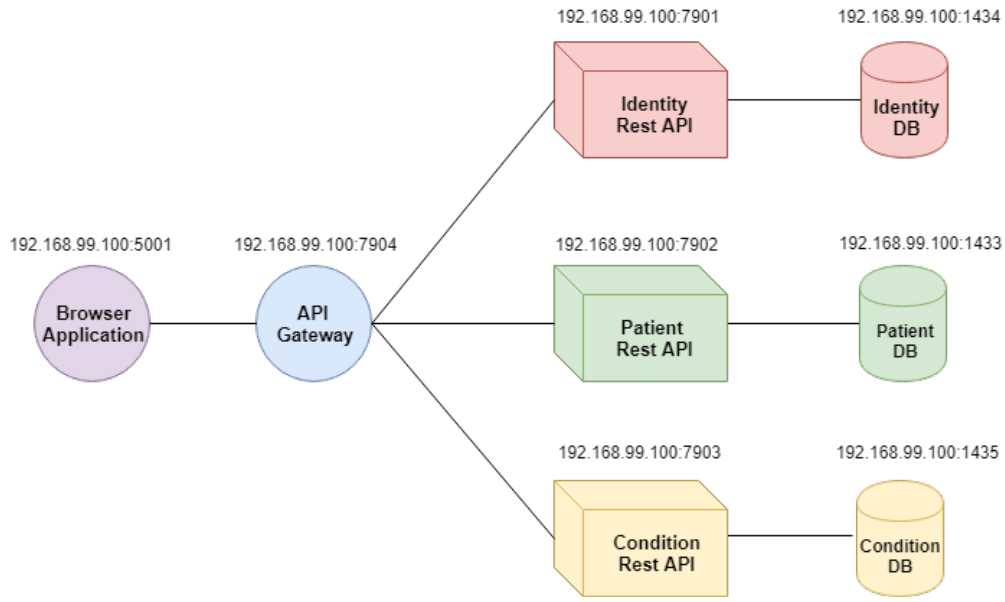 192.168.99.100:7901
192.168.99.100:1434
Identity
Rest API
Identity
DB
192.168.99.100:5001
192.168.99.100:7904
192.168.99.100:7902
192.168.99.100:1433
Browser
Application
API
Gateway
Patient
Rest API
Patient
DB
192.168.99.100:7903
192.168.99.100:1435
Condition
Rest API
Condition
DB